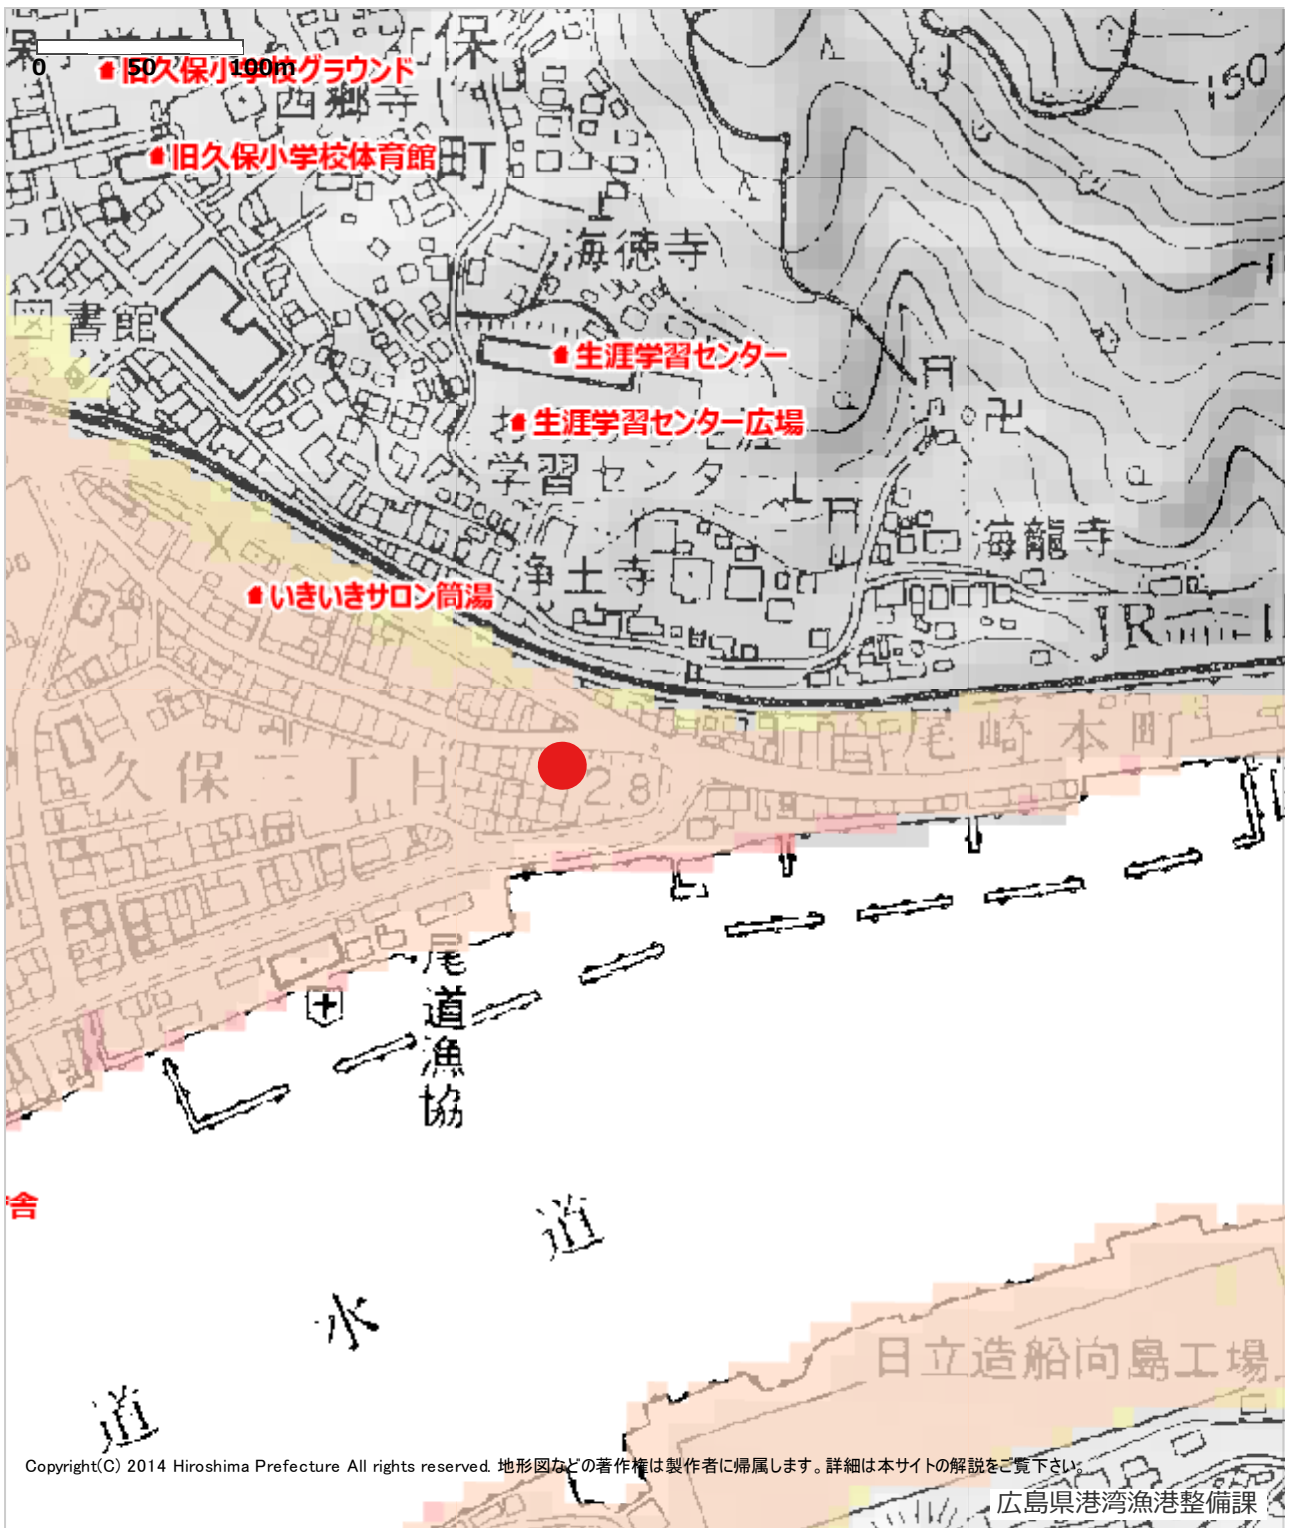 保
0 50 100m
旧久保小学校グラウンド
西郷寺
150
旧久保小学校体育館
町
海徳寺
図書館
生涯学習センター
生涯学習センター広場
学習センター
浄土寺
海龍寺
いきいきサロン筒湯
JR
尾崎本町
久保三丁目
28
尾道漁協
舎
道
水
道
日立造船向島工場
Copyright(C) 2014 Hiroshima Prefecture All rights reserved. 地形図などの著作権は製作者に帰属します。詳細は本サイトの解説をご覧下さい。
広島県港湾漁港整備課